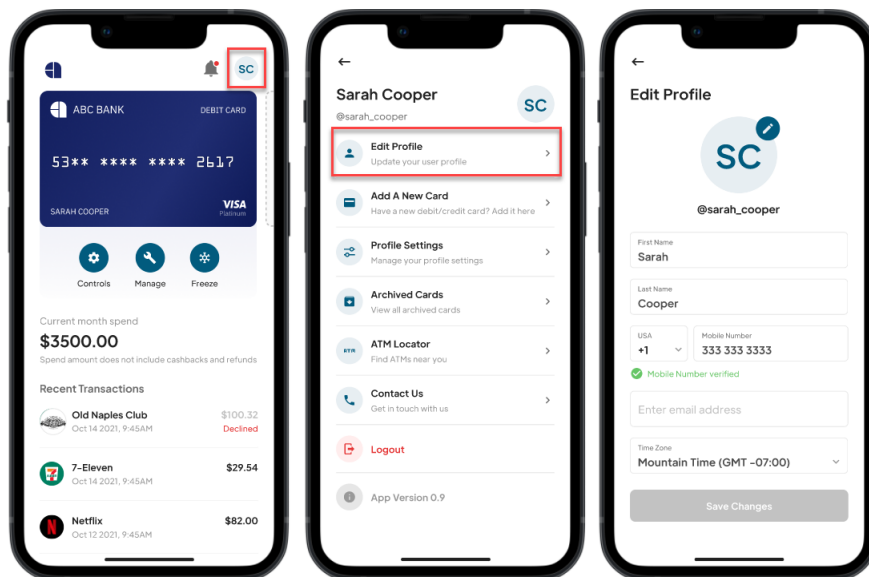 SC
ABC BANK
DEBIT CARD
53** **** **** 2617
SARAH COOPER
VISA
Platinum
Controls
Manage
Freeze
Current month spend
$3500.00
Spend amount does not include cashbacks and refunds
Recent Transactions
Old Naples Club
$100.32
Oct 14 2021, 9:45AM
Declined
7-Eleven
$29.54
Oct 14 2021, 9:45AM
Netflix
$82.00
Oct 12 2021, 9:45AM
Sarah Cooper
@sarah_cooper
SC
Edit Profile
Update your user profile
Add A New Card
Have a new debit/credit card? Add it here
Profile Settings
Manage your profile settings
Archived Cards
View all archived cards
ATM
ATM Locator
Find ATMs near you
Contact Us
Get in touch with us
Logout
App Version 0.9
Edit Profile
SC
@sarah_cooper
First Name
Sarah
Last Name
Cooper
USA
+1
Mobile Number
333 333 3333
Mobile Number verified
Enter email address
Time Zone
Mountain Time (GMT -07:00)
Save Changes